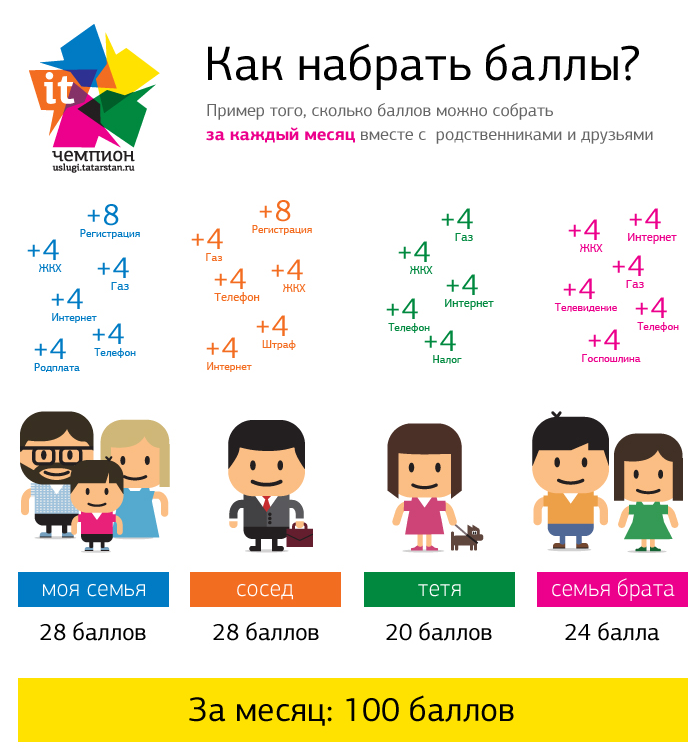 it
чемпион
uslugi.tatarstan.ru
Как набрать баллы?
Пример того, сколько баллов можно собрать
за каждый месяц вместе с родственниками и друзьями
+8
Регистрация
+4
ЖКХ
+4
Газ
+4
Интернет
+4
Телефон
+4
Родплата
+8
Регистрация
+4
Газ
+4
Телефон
+4
ЖКХ
+4
Штраф
+4
Интернет
+4
Газ
+4
ЖКХ
+4
Интернет
+4
Телефон
+4
Налог
+4
ЖКХ
+4
Интернет
+4
Газ
+4
Телевидение
+4
Телефон
+4
Госпошлина
моя семья
28 баллов
сосед
28 баллов
тетя
20 баллов
семья брата
24 балла
За месяц: 100 баллов